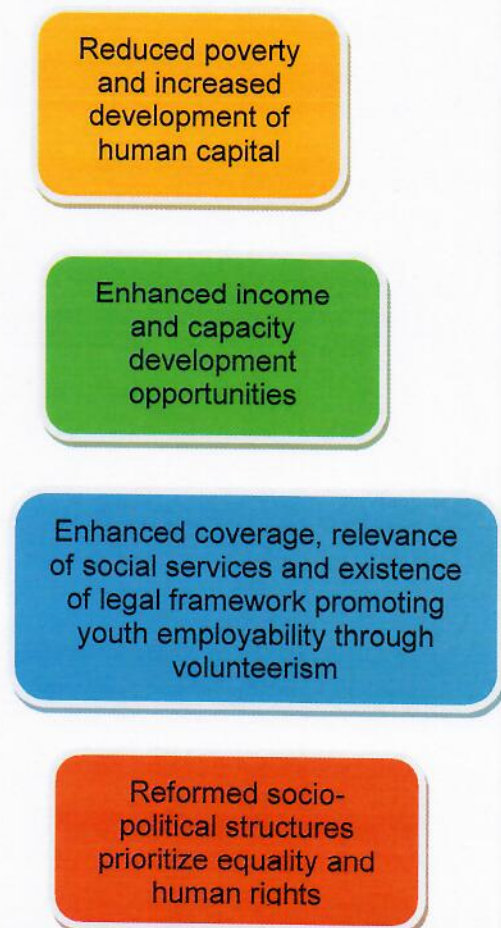 Reduced poverty
and increased
development of
human capital
Enhanced income
and capacity
development
opportunities
Enhanced coverage, relevance
of social services and existence
of legal framework promoting
youth employability through
volunteerism
Reformed socio-
political structures
prioritize equality and
human rights